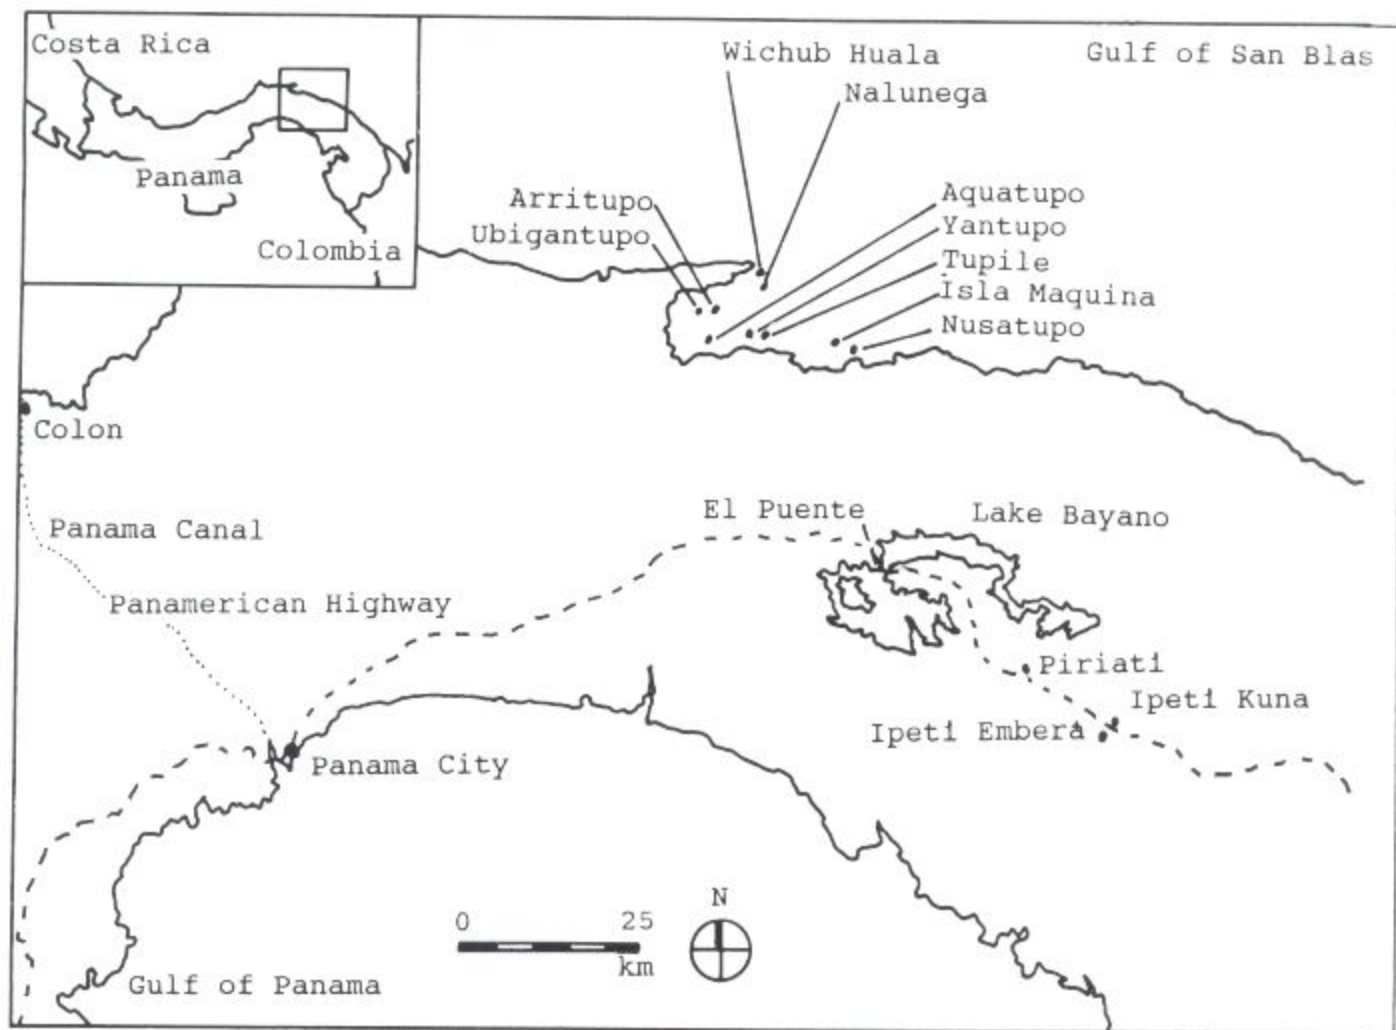 Costa Rica
Panama
Colombia
Wichub Huala
Gulf of San Blas
Nalunega
Arritupo
Ubigantupo
Aquatupo
Yantupo
Tupile
Isla Maquina
Nusatupo
Colon
Panama Canal
Panamerican Highway
El Puente
Lake Bayano
Piriati
Ipeti Kuna
Ipeti Embera
Panama City
N
0 25
km
Gulf of Panama